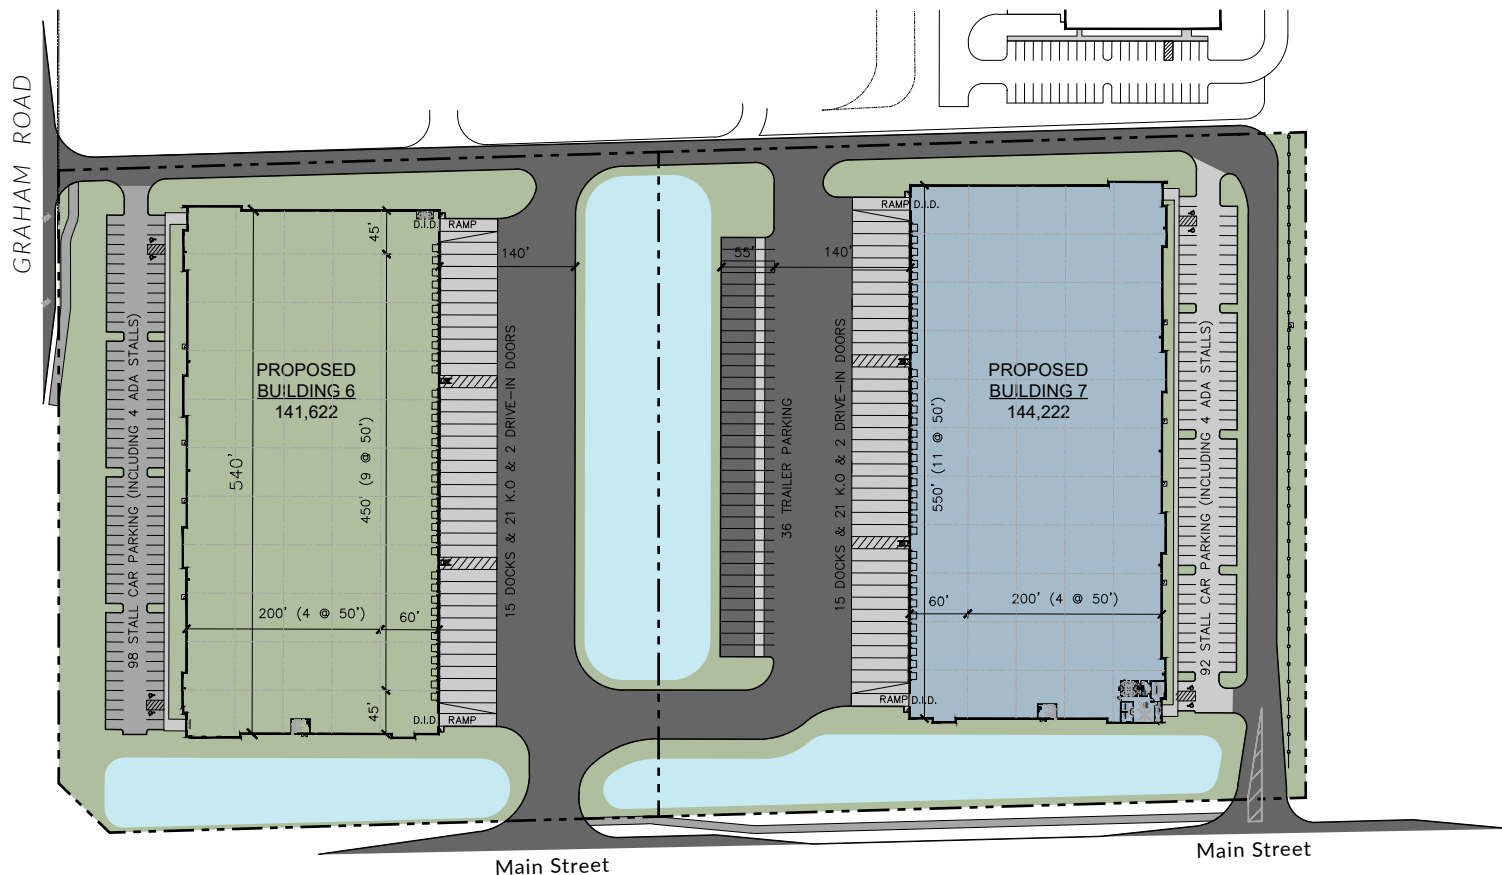 GRAHAM ROAD
98 STALL CAR PARKING (INCLUDING 4 ADA STALLS)
PROPOSED
BUILDING 6
141,622
540'
45'
450' (9 @ 50')
45'
200' (4 @ 50')
60'
D.I.D.
RAMP
D.I.D.
RAMP
140'
15 DOCKS & 21 K.O & 2 DRIVE-IN DOORS
55'
36 TRAILER PARKING
140'
15 DOCKS & 21 K.O & 2 DRIVE-IN DOORS
RAMP
D.I.D.
RAMP
D.I.D.
PROPOSED
BUILDING 7
144,222
550' (11 @ 50')
60'
200' (4 @ 50')
92 STALL CAR PARKING (INCLUDING 4 ADA STALLS)
Main Street
Main Street